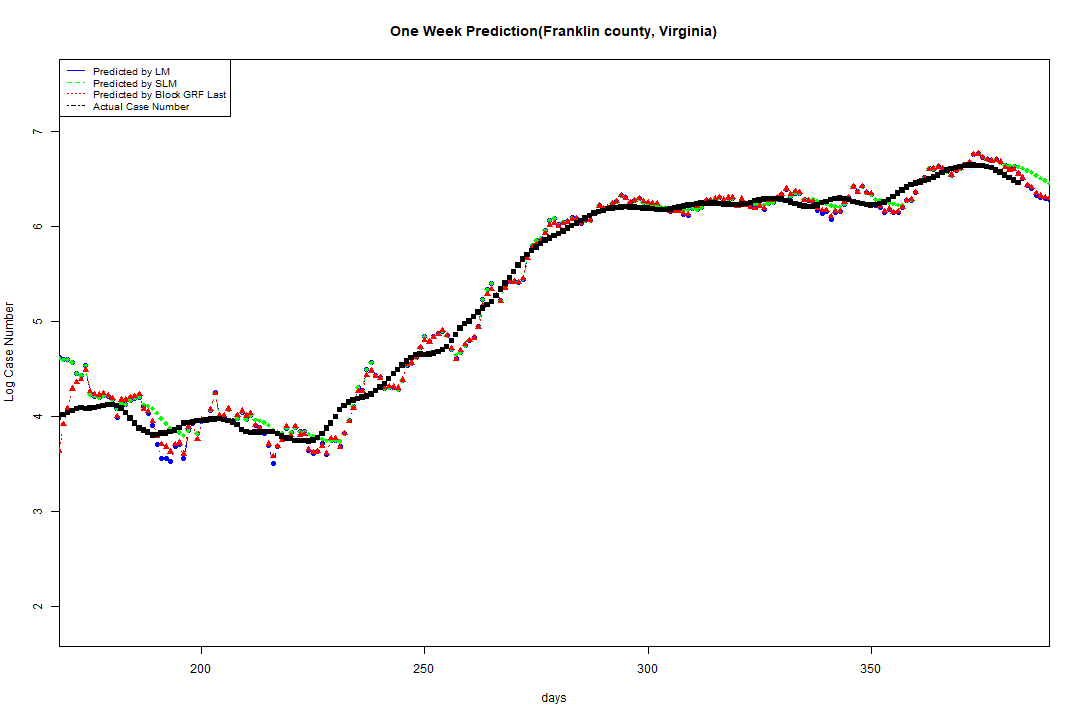 One Week Prediction(Franklin county, Virginia)
Predicted by LM
Predicted by SLM
Predicted by Block GRF Last
Actual Case Number
7
6
5
4
3
2
Log Case Number
200 250 300 350
days